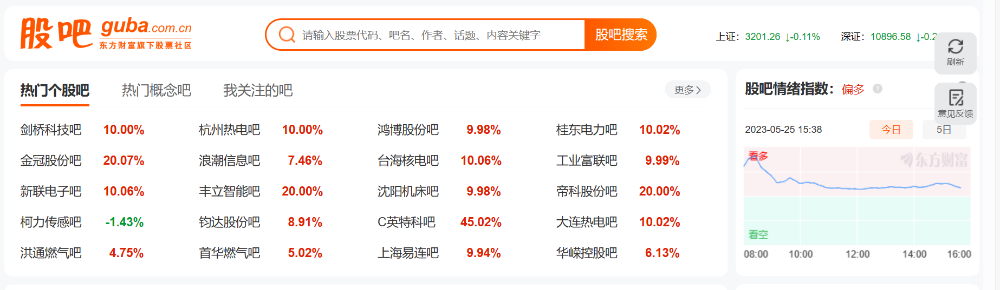 股吧 guba.com.cn
东方财富旗下股票社区
请输入股票代码、吧名、作者、话题、内容关键字 股吧搜索
上证：3201.26 ↓-0.11% 深证：10896.58 ↓-0.2
刷新
热门个股吧 热门概念吧 我关注的吧 更多>
剑桥科技吧 10.00% 杭州热电吧 10.00% 鸿博股份吧 9.98% 桂东电力吧 10.02%
金冠股份吧 20.07% 浪潮信息吧 7.46% 台海核电吧 10.06% 工业富联吧 9.99%
新联电子吧 10.06% 丰立智能吧 20.00% 沈阳机床吧 9.98% 帝科股份吧 20.00%
柯力传感吧 -1.43% 钧达股份吧 8.91% C英特科吧 45.02% 大连热电吧 10.02%
洪通燃气吧 4.75% 首华燃气吧 5.02% 上海易连吧 9.94% 华嵘控股吧 6.13%
股吧情绪指数：偏多 ?
意见反馈
2023-05-25 15:38 今日 5日
看多 东方财富
看空
08:00 10:00 12:00 14:00 16:00